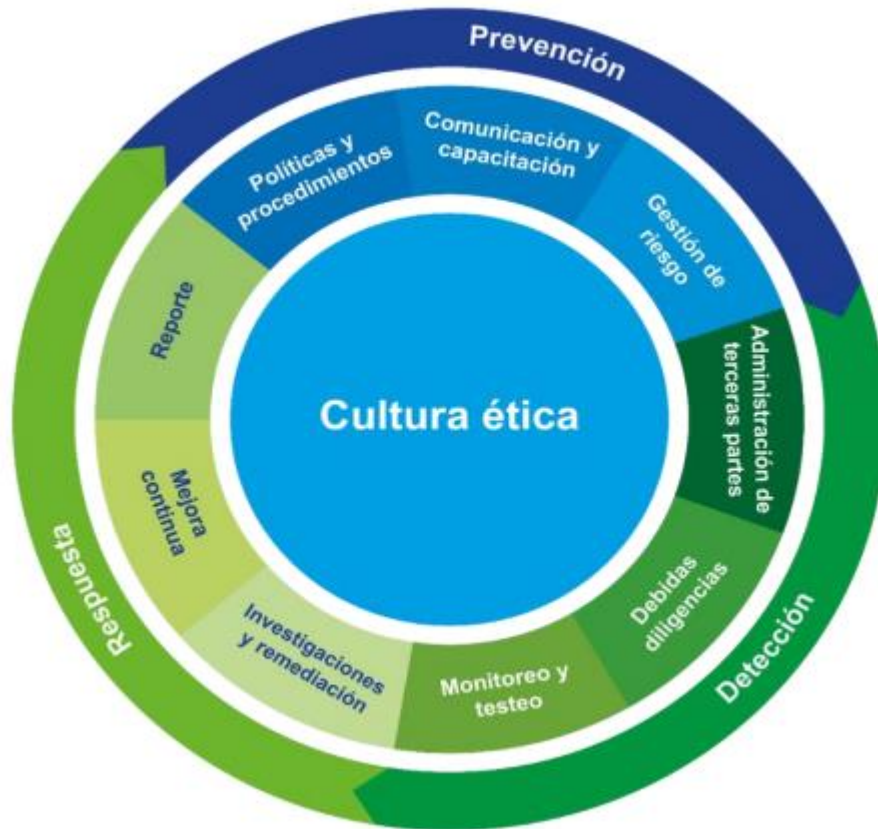 Prevención
Políticas y
procedimientos
Comunicación y
capacitación
Gestión de
riesgo
Administración de
terceras partes
Debidas
diligencias
Detección
Monitoreo y
testeo
Investigaciones
y remediación
Mejora
continua
Reporte
Respuesta
Cultura ética